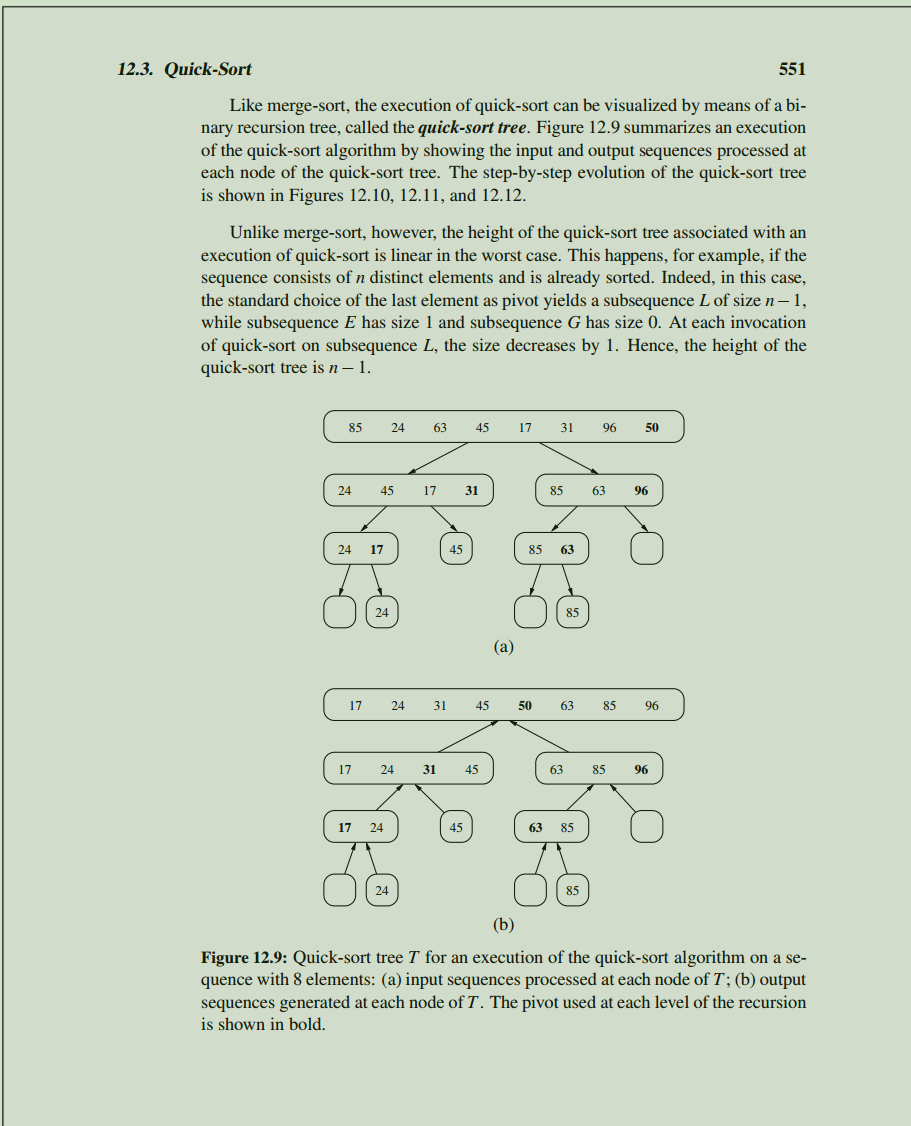 12.3. Quick-Sort 551
Like merge-sort, the execution of quick-sort can be visualized by means of a bi-
nary recursion tree, called the quick-sort tree. Figure 12.9 summarizes an execution
of the quick-sort algorithm by showing the input and output sequences processed at
each node of the quick-sort tree. The step-by-step evolution of the quick-sort tree
is shown in Figures 12.10, 12.11, and 12.12.
Unlike merge-sort, however, the height of the quick-sort tree associated with an
execution of quick-sort is linear in the worst case. This happens, for example, if the
sequence consists of n distinct elements and is already sorted. Indeed, in this case,
the standard choice of the last element as pivot yields a subsequence L of size n − 1,
while subsequence E has size 1 and subsequence G has size 0. At each invocation
of quick-sort on subsequence L, the size decreases by 1. Hence, the height of the
quick-sort tree is n − 1.
85 24 63 45 17 31 96 50
24 45 17 31 85 63 96
24 17 45 85 63
24 85
(a)
17 24 31 45 50 63 85 96
17 24 31 45 63 85 96
17 24 45 63 85
24 85
(b)
Figure 12.9: Quick-sort tree T for an execution of the quick-sort algorithm on a se-
quence with 8 elements: (a) input sequences processed at each node of T; (b) output
sequences generated at each node of T. The pivot used at each level of the recursion
is shown in bold.